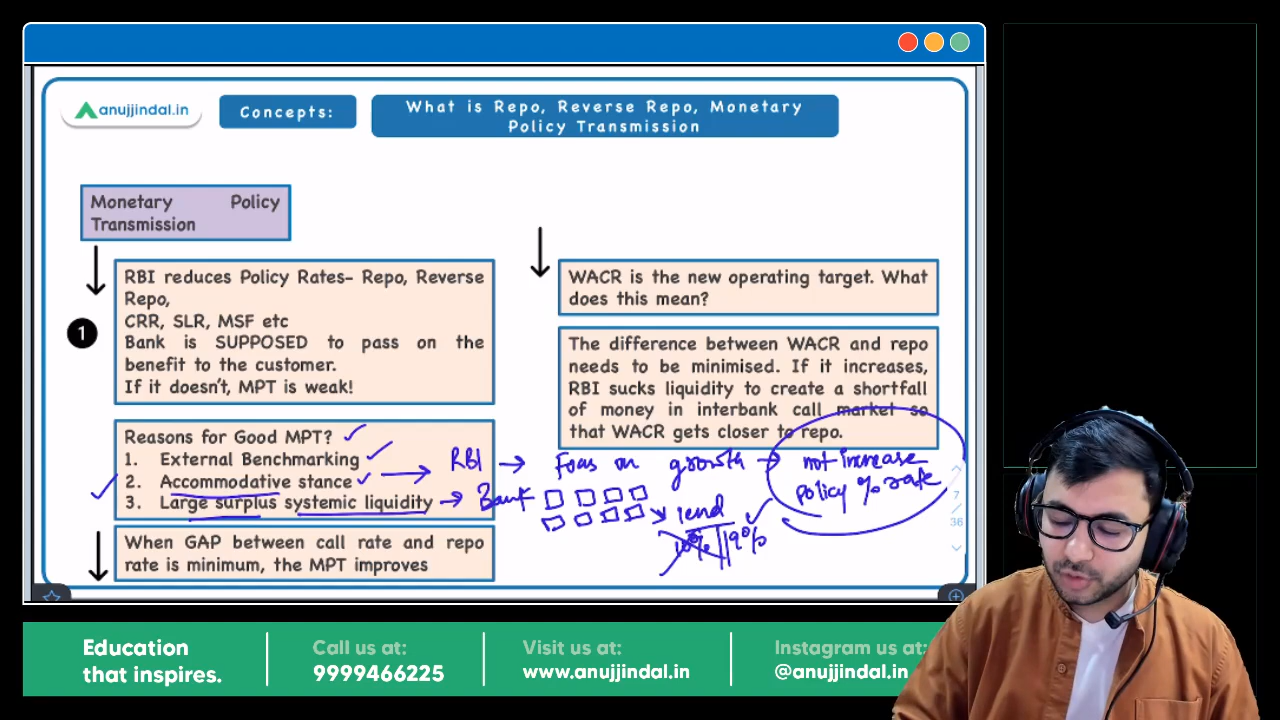 anujjindal.in
Concepts:
What is Repo, Reverse Repo, Monetary
Policy Transmission
Monetary Policy
Transmission
RBI reduces Policy Rates- Repo, Reverse
Repo,
CRR, SLR, MSF etc
Bank is SUPPOSED to pass on the
benefit to the customer.
If it doesn't, MPT is weak!
1
Reasons for Good MPT?
1. External Benchmarking
2. Accommodative stance
3. Large surplus systemic liquidity
When GAP between call rate and repo
rate is minimum, the MPT improves
WACR is the new operating target. What
does this mean?
The difference between WACR and repo
needs to be minimised. If it increases,
RBI sucks liquidity to create a shortfall
of money in interbank call market so
that WACR gets closer to repo.
RBI → Focus on growth → not increase
policy % rate
Bank
lend
10% 9%
7
/
36
Education
that inspires.
Call us at:
9999466225
Visit us at:
www.anujjindal.in
Instagram us at:
@anujjindal.in